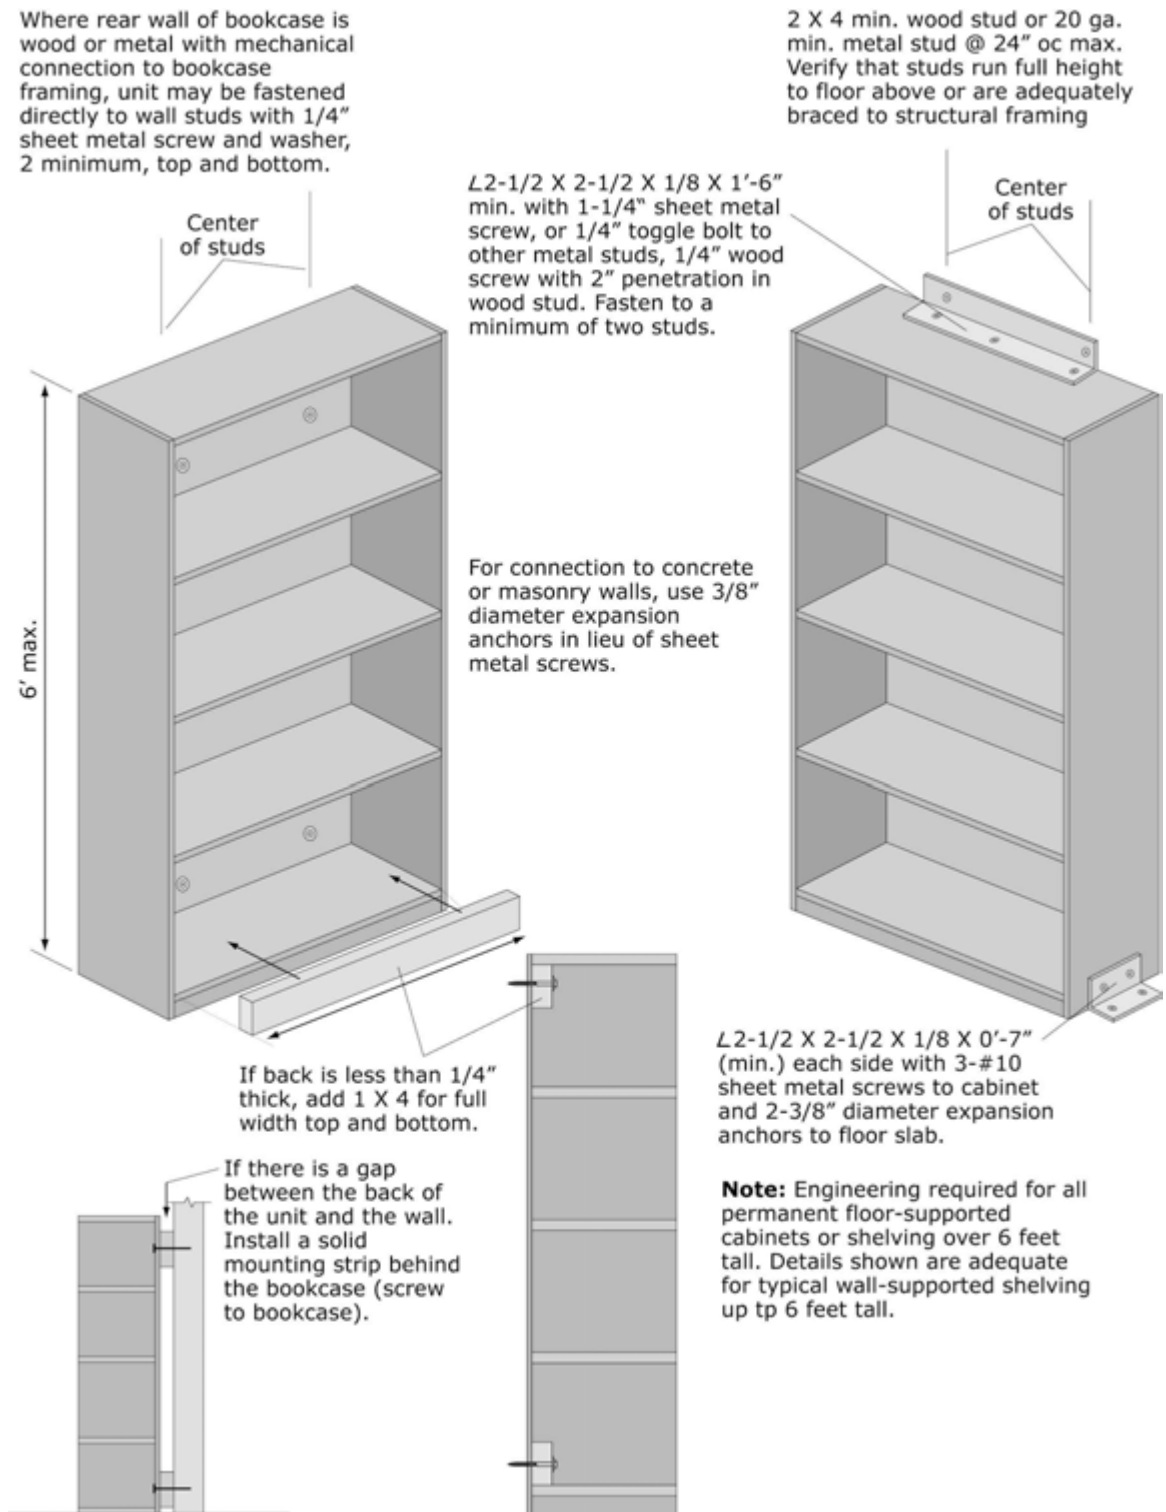 Where rear wall of bookcase is
wood or metal with mechanical
connection to bookcase
framing, unit may be fastened
directly to wall studs with 1/4"
sheet metal screw and washer,
2 minimum, top and bottom.
2 X 4 min. wood stud or 20 ga.
min. metal stud @ 24" oc max.
Verify that studs run full height
to floor above or are adequately
braced to structural framing
∠2-1/2 X 2-1/2 X 1/8 X 1'-6"
min. with 1-1/4" sheet metal
screw, or 1/4" toggle bolt to
other metal studs, 1/4" wood
screw with 2" penetration in
wood stud. Fasten to a
minimum of two studs.
Center
of studs
Center
of studs
6' max.
For connection to concrete
or masonry walls, use 3/8"
diameter expansion
anchors in lieu of sheet
metal screws.
If back is less than 1/4"
thick, add 1 X 4 for full
width top and bottom.
∠2-1/2 X 2-1/2 X 1/8 X 0'-7"
(min.) each side with 3-#10
sheet metal screws to cabinet
and 2-3/8" diameter expansion
anchors to floor slab.
If there is a gap
between the back of
the unit and the wall.
Install a solid
mounting strip behind
the bookcase (screw
to bookcase).
Note: Engineering required for all
permanent floor-supported
cabinets or shelving over 6 feet
tall. Details shown are adequate
for typical wall-supported shelving
up tp 6 feet tall.